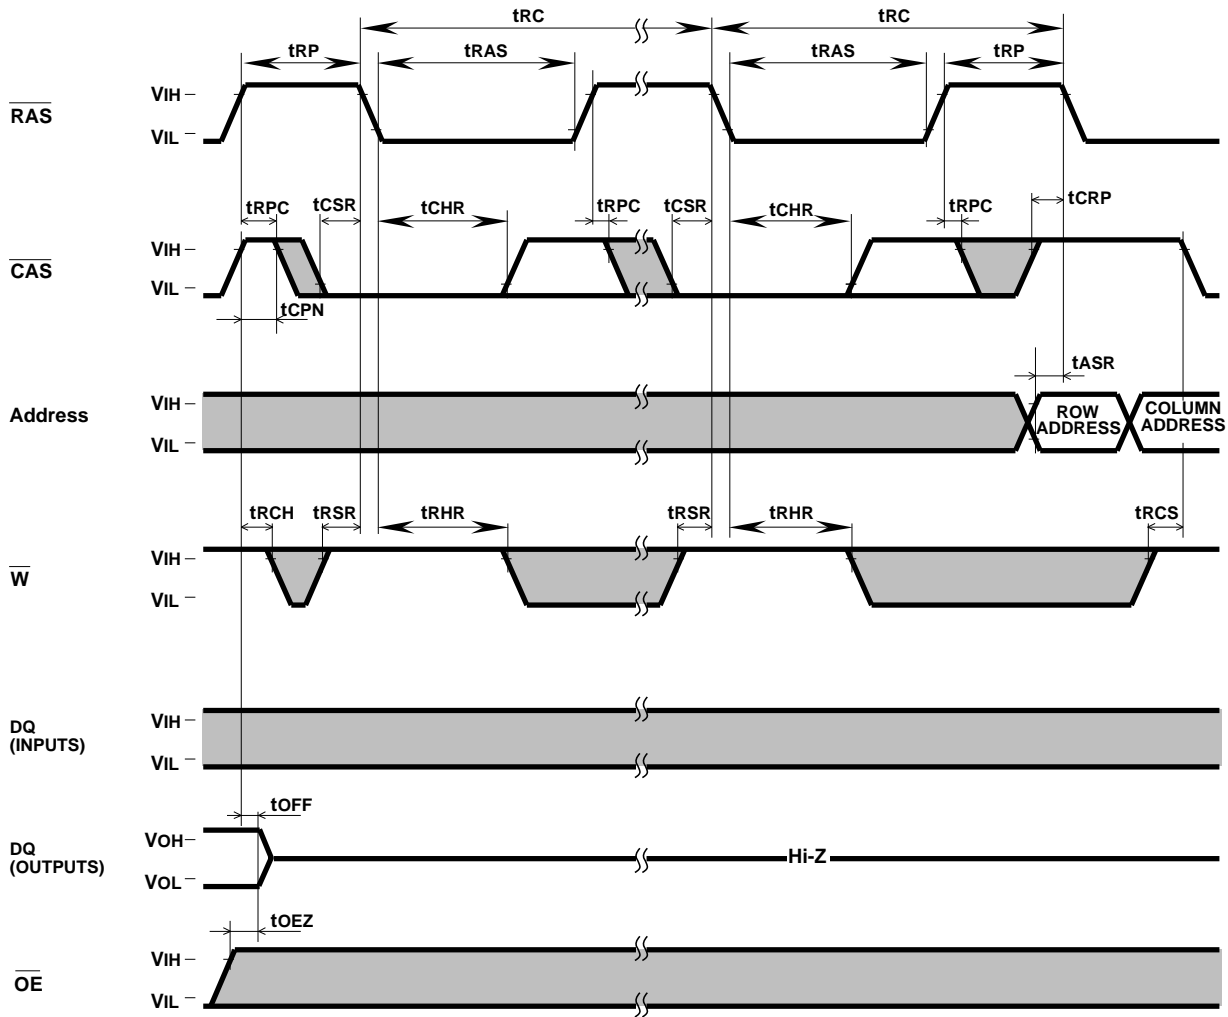 tRC tRC
tRP tRAS tRAS tRP
RAS
VIH
VIL
tRPC tCSR tCHR tRPC tCSR tCHR tRPC tCRP
CAS
VIH
VIL
tCPN
tASR
Address
VIH
VIL
ROW
ADDRESS
COLUMN
ADDRESS
tRCH tRSR tRHR tRSR tRHR tRCS
W
VIH
VIL
DQ
(INPUTS)
VIH
VIL
tOFF
DQ
(OUTPUTS)
VOH
VOL
Hi-Z
tOEZ
OE
VIH
VIL